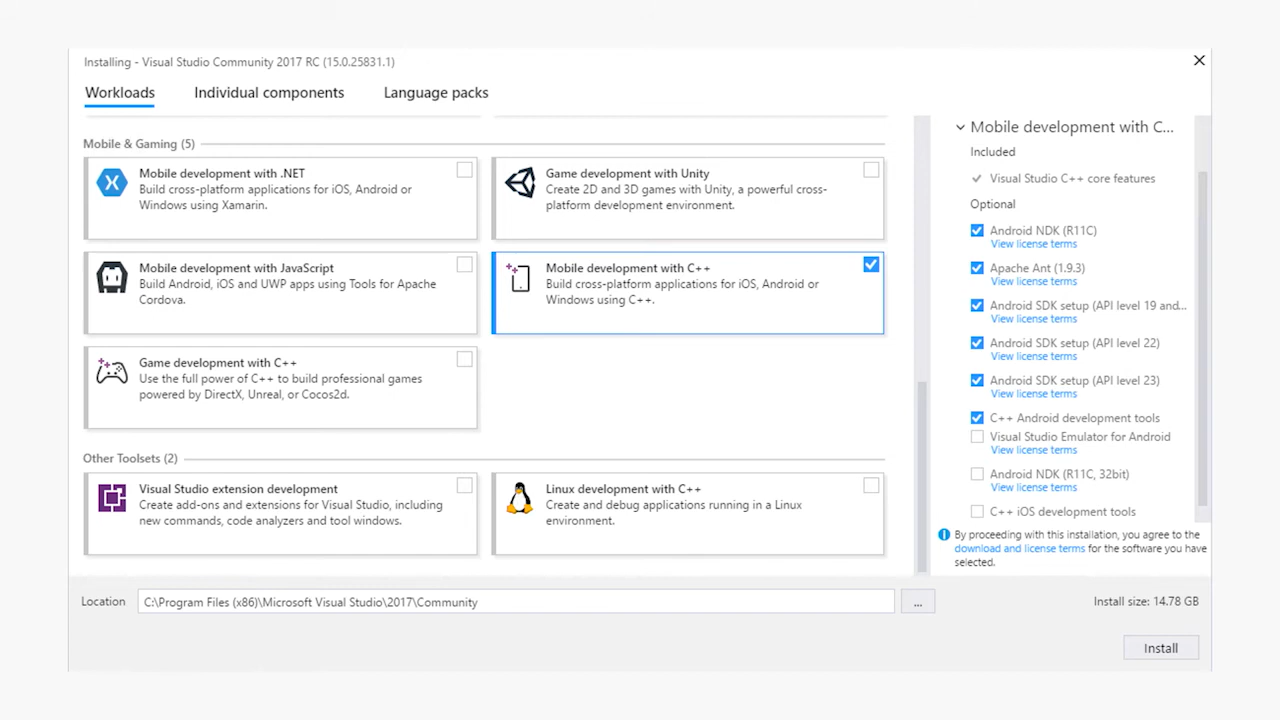 Installing - Visual Studio Community 2017 RC (15.0.25831.1)
Workloads
Individual components
Language packs
Mobile & Gaming (5)
Mobile development with .NET
Build cross-platform applications for iOS, Android or
Windows using Xamarin.
Game development with Unity
Create 2D and 3D games with Unity, a powerful cross-
platform development environment.
Mobile development with JavaScript
Build Android, iOS and UWP apps using Tools for Apache
Cordova.
Mobile development with C++
Build cross-platform applications for iOS, Android or
Windows using C++.
Game development with C++
Use the full power of C++ to build professional games
powered by DirectX, Unreal, or Cocos2d.
Other Toolsets (2)
Visual Studio extension development
Create add-ons and extensions for Visual Studio, including
new commands, code analyzers and tool windows.
Linux development with C++
Create and debug applications running in a Linux
environment.
Mobile development with C...
Included
Visual Studio C++ core features
Optional
Android NDK (R11C)
View license terms
Apache Ant (1.9.3)
View license terms
Android SDK setup (API level 19 and...
View license terms
Android SDK setup (API level 22)
View license terms
Android SDK setup (API level 23)
View license terms
C++ Android development tools
Visual Studio Emulator for Android
View license terms
Android NDK (R11C, 32bit)
View license terms
C++ iOS development tools
By proceeding with this installation, you agree to the
download and license terms for the software you have
selected.
Location
C:\Program Files (x86)\Microsoft Visual Studio\2017\Community
...
Install size: 14.78 GB
Install